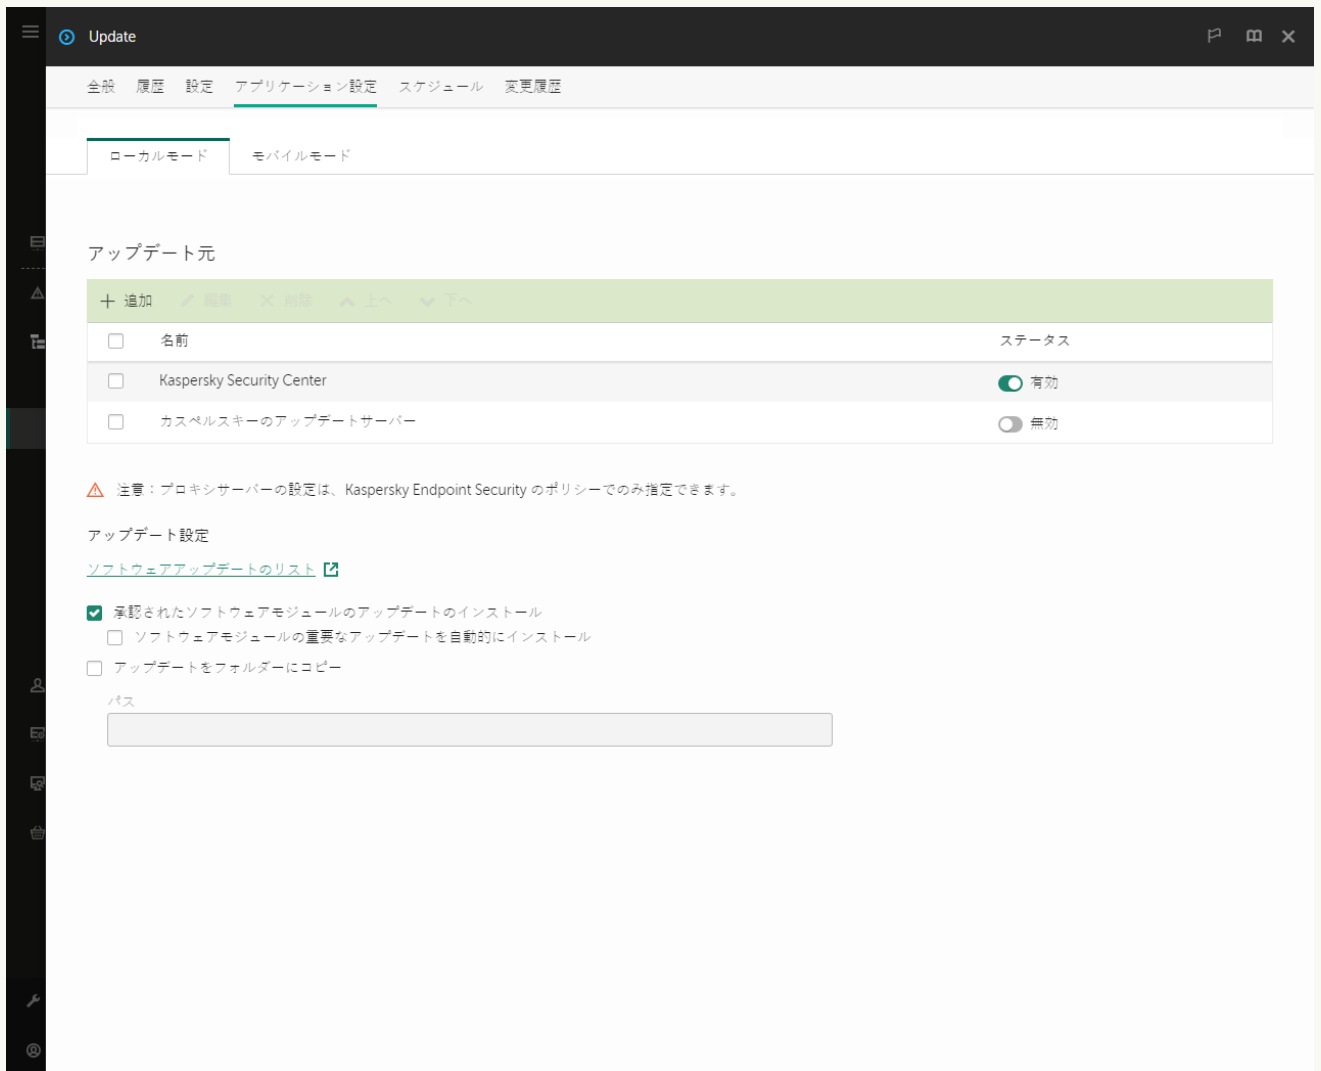 Update
全般 履歴 設定 アプリケーション設定 スケジュール 変更履歴
ローカルモード モバイルモード
アップデート元
追加 編集 削除 上へ 下へ
名前 ステータス
Kaspersky Security Center 有効
カスペルスキーのアップデートサーバー 無効
注意：プロキシサーバーの設定は、Kaspersky Endpoint Security のポリシーでのみ指定できます。
アップデート設定
ソフトウェアアップデートのリスト
承認されたソフトウェアモジュールのアップデートのインストール
ソフトウェアモジュールの重要なアップデートを自動的にインストール
アップデートをフォルダーにコピー
パス